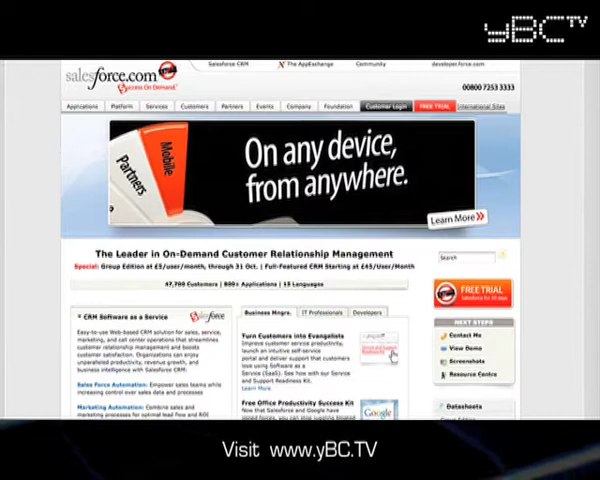 yBC TV
Salesforce CRM The AppExchange Community developer.force.com
salesforce.com
Success On Demand.
00800 7253 3333
Applications Platform Services Customers Partners Events Company Foundation Customer Login FREE TRIAL International Sites
Partners
Mobile
On any device,
from anywhere.
Learn More
The Leader in On-Demand Customer Relationship Management
Special: Group Edition at £5/user/month, through 31 Oct. | Full-Featured CRM Starting at £45/User/Month
47,700 Customers | 800+ Applications | 15 Languages
Search
FREE TRIAL
Salesforce for 30 days
NEXT STEPS
Contact Me
View Demo
Screenshots
Resource Centre
Datasheets
CRM Software as a Service
salesforce
Easy-to-use Web-based CRM solution for sales, service,
marketing, and call center operations that streamlines
customer relationship management and boosts
customer satisfaction. Organizations can enjoy
unparalleled productivity, revenue growth, and
business intelligence with Salesforce CRM:
Sales Force Automation: Empower sales teams while
increasing control over sales data and processes
Marketing Automation: Combine sales and
marketing processes for optimal lead flow and ROI
Business Mngrs. IT Professionals Developers
Turn Customers into Evangelists
Improve customer service productivity,
launch an intuitive self-service
portal and deliver support that customers
love using Software as a
Service (SaaS). See how with our Service
and Support Readiness Kit.
Learn More
Free Office Productivity Success Kit
Now that Salesforce and Google have
Google
Visit www.yBC.TV